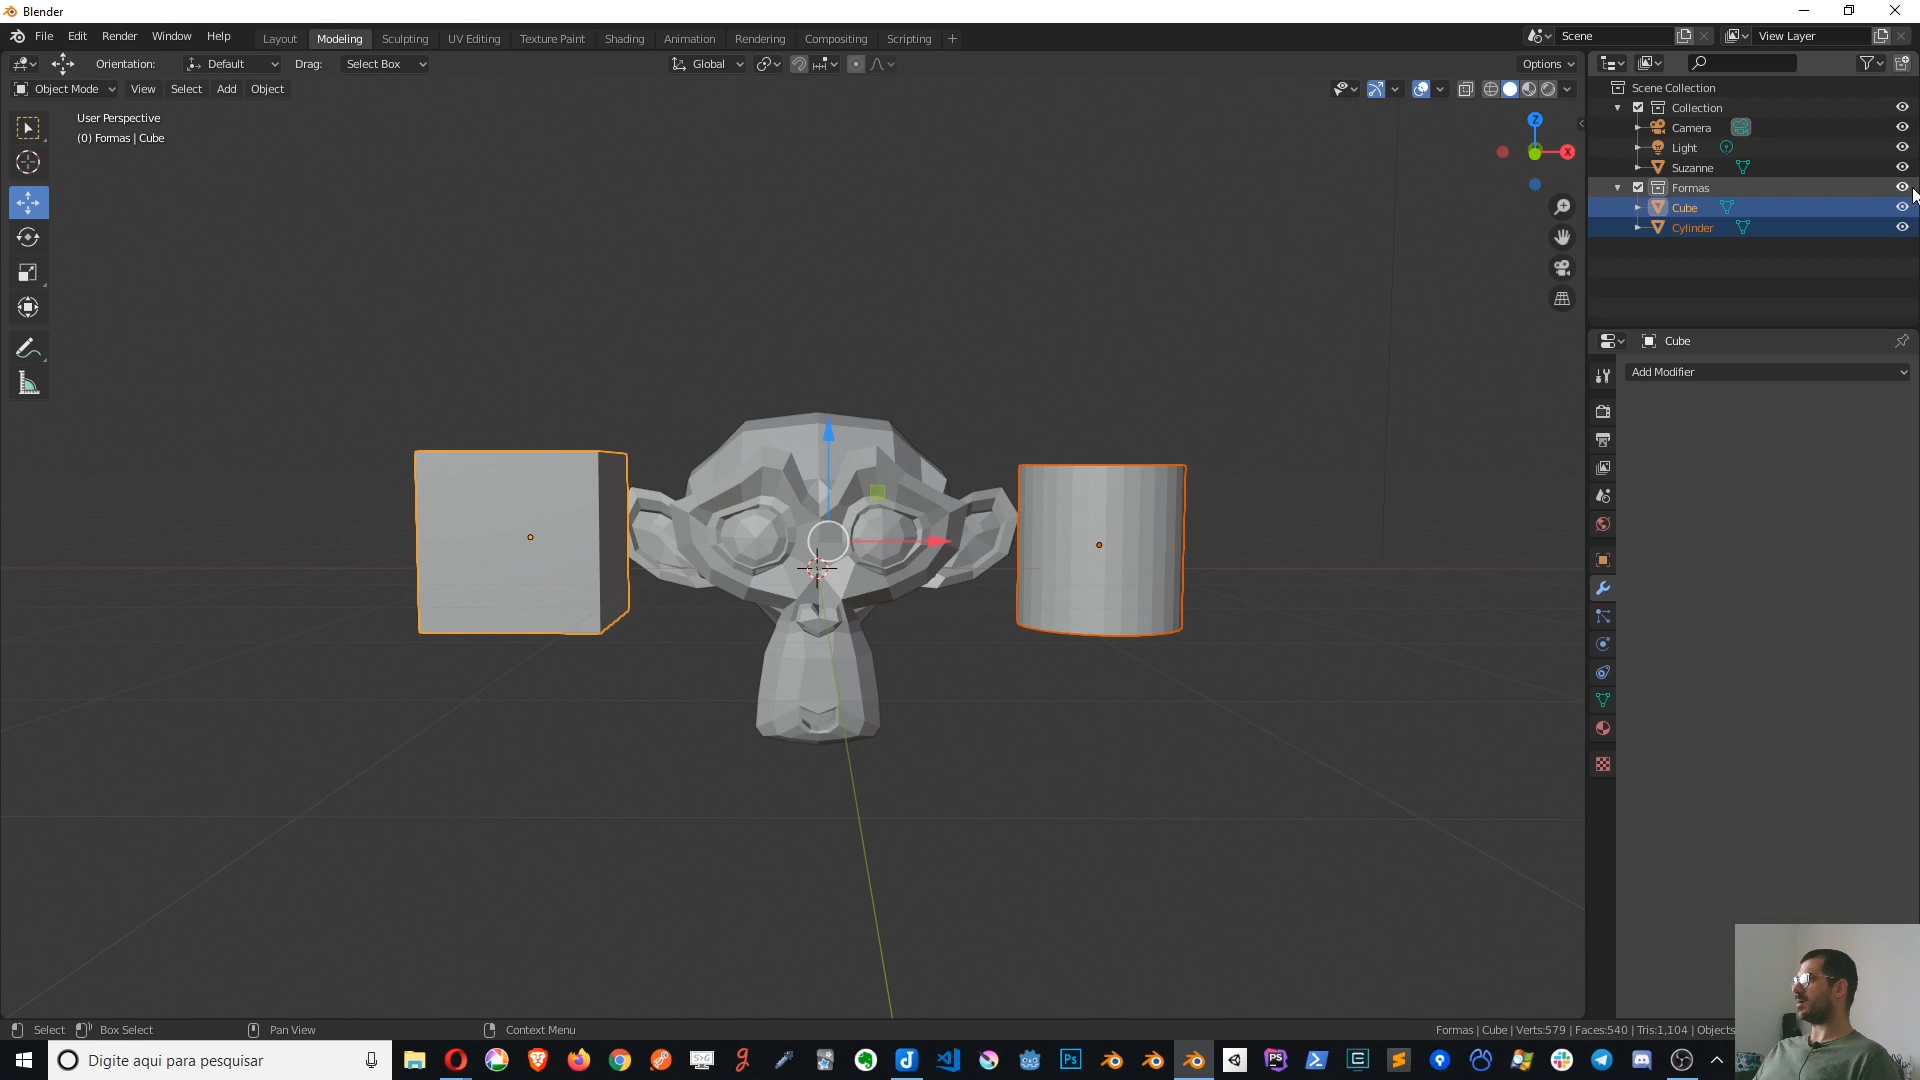 Blender
File Edit Render Window Help
Layout Modeling Sculpting UV Editing Texture Paint Shading Animation Rendering Compositing Scripting +
Scene View Layer
Orientation: Default Drag: Select Box Global Options
Object Mode View Select Add Object
User Perspective
(0) Formas | Cube
Z
X
Scene Collection
Collection
Camera
Light
Suzanne
Formas
Cube
Cylinder
Cube
Add Modifier
Select Box Select Pan View Context Menu
Formas | Cube | Verts:579 | Faces:540 | Tris:1,104 | Objects
Digite aqui para pesquisar